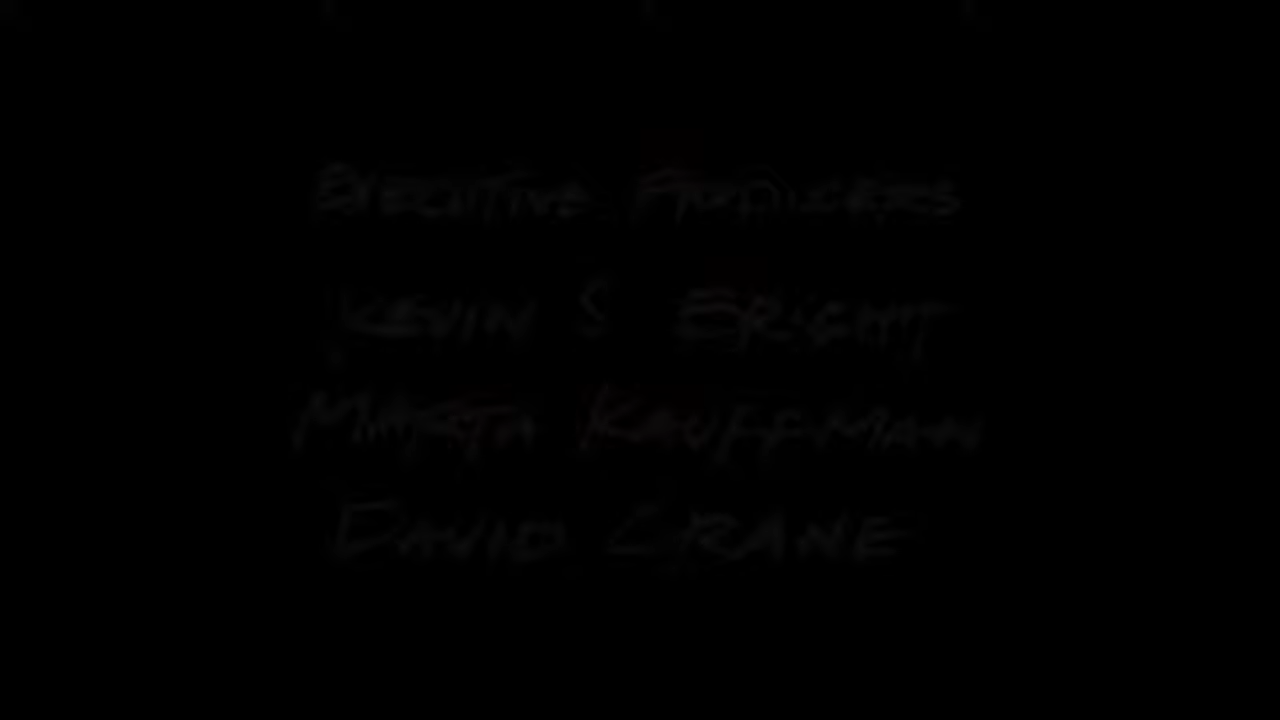 EXECUTIVE PRODUCERS
KEVIN S BRIGHT
MARTA KAUFFMAN
DAVID CRANE